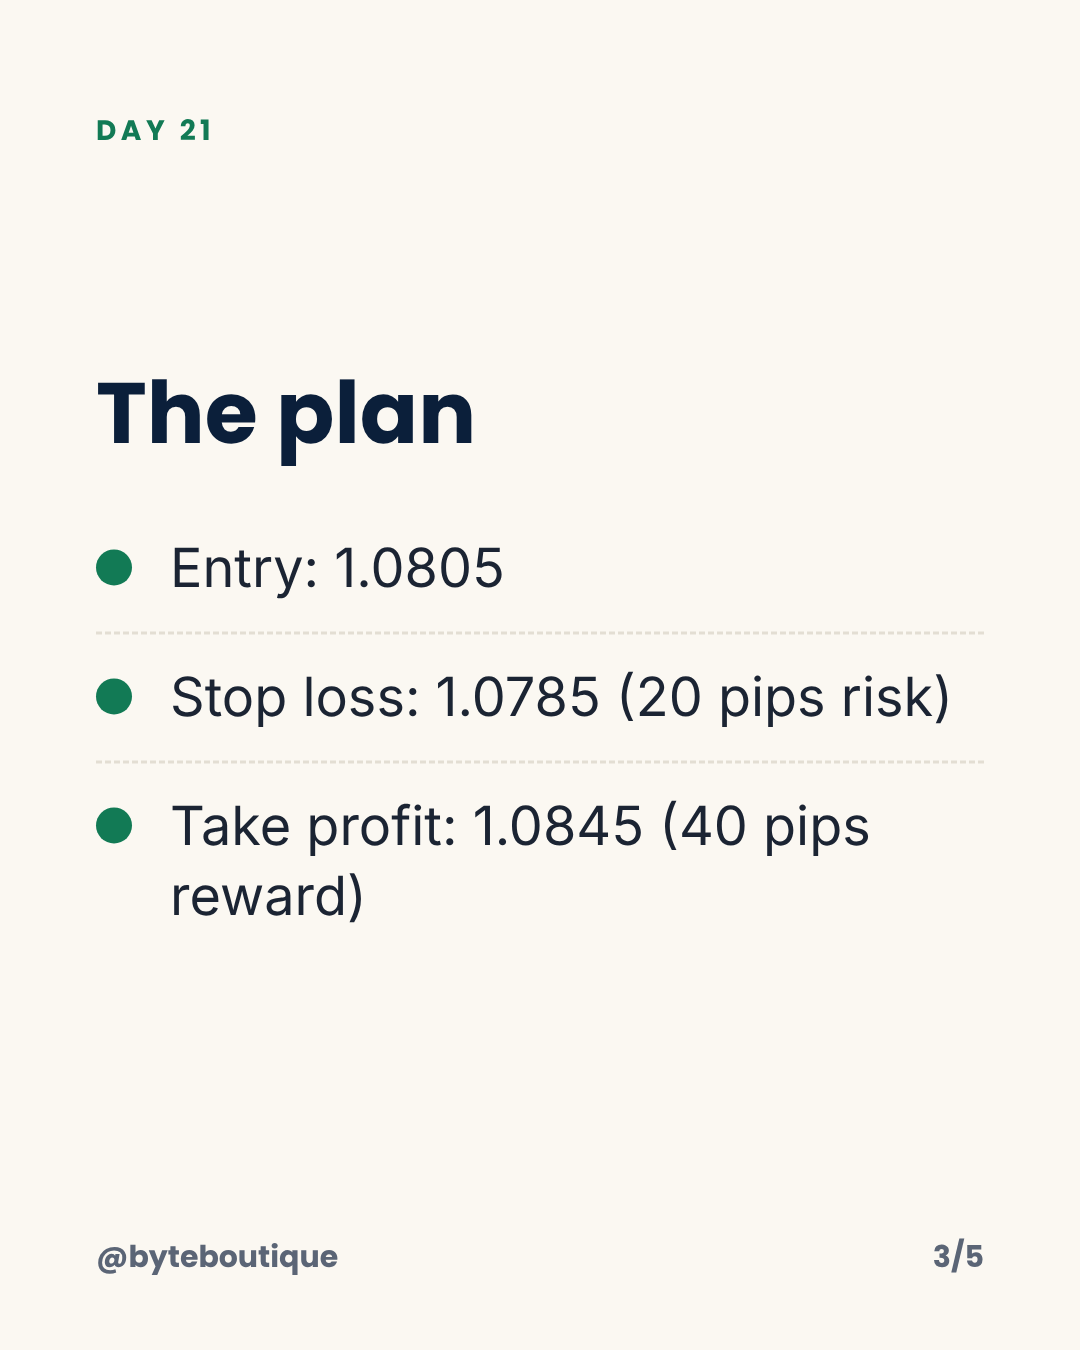 DAY 21
The plan
Entry: 1.0805
Stop loss: 1.0785 (20 pips risk)
Take profit: 1.0845 (40 pips
reward)
@byteboutique
3/5